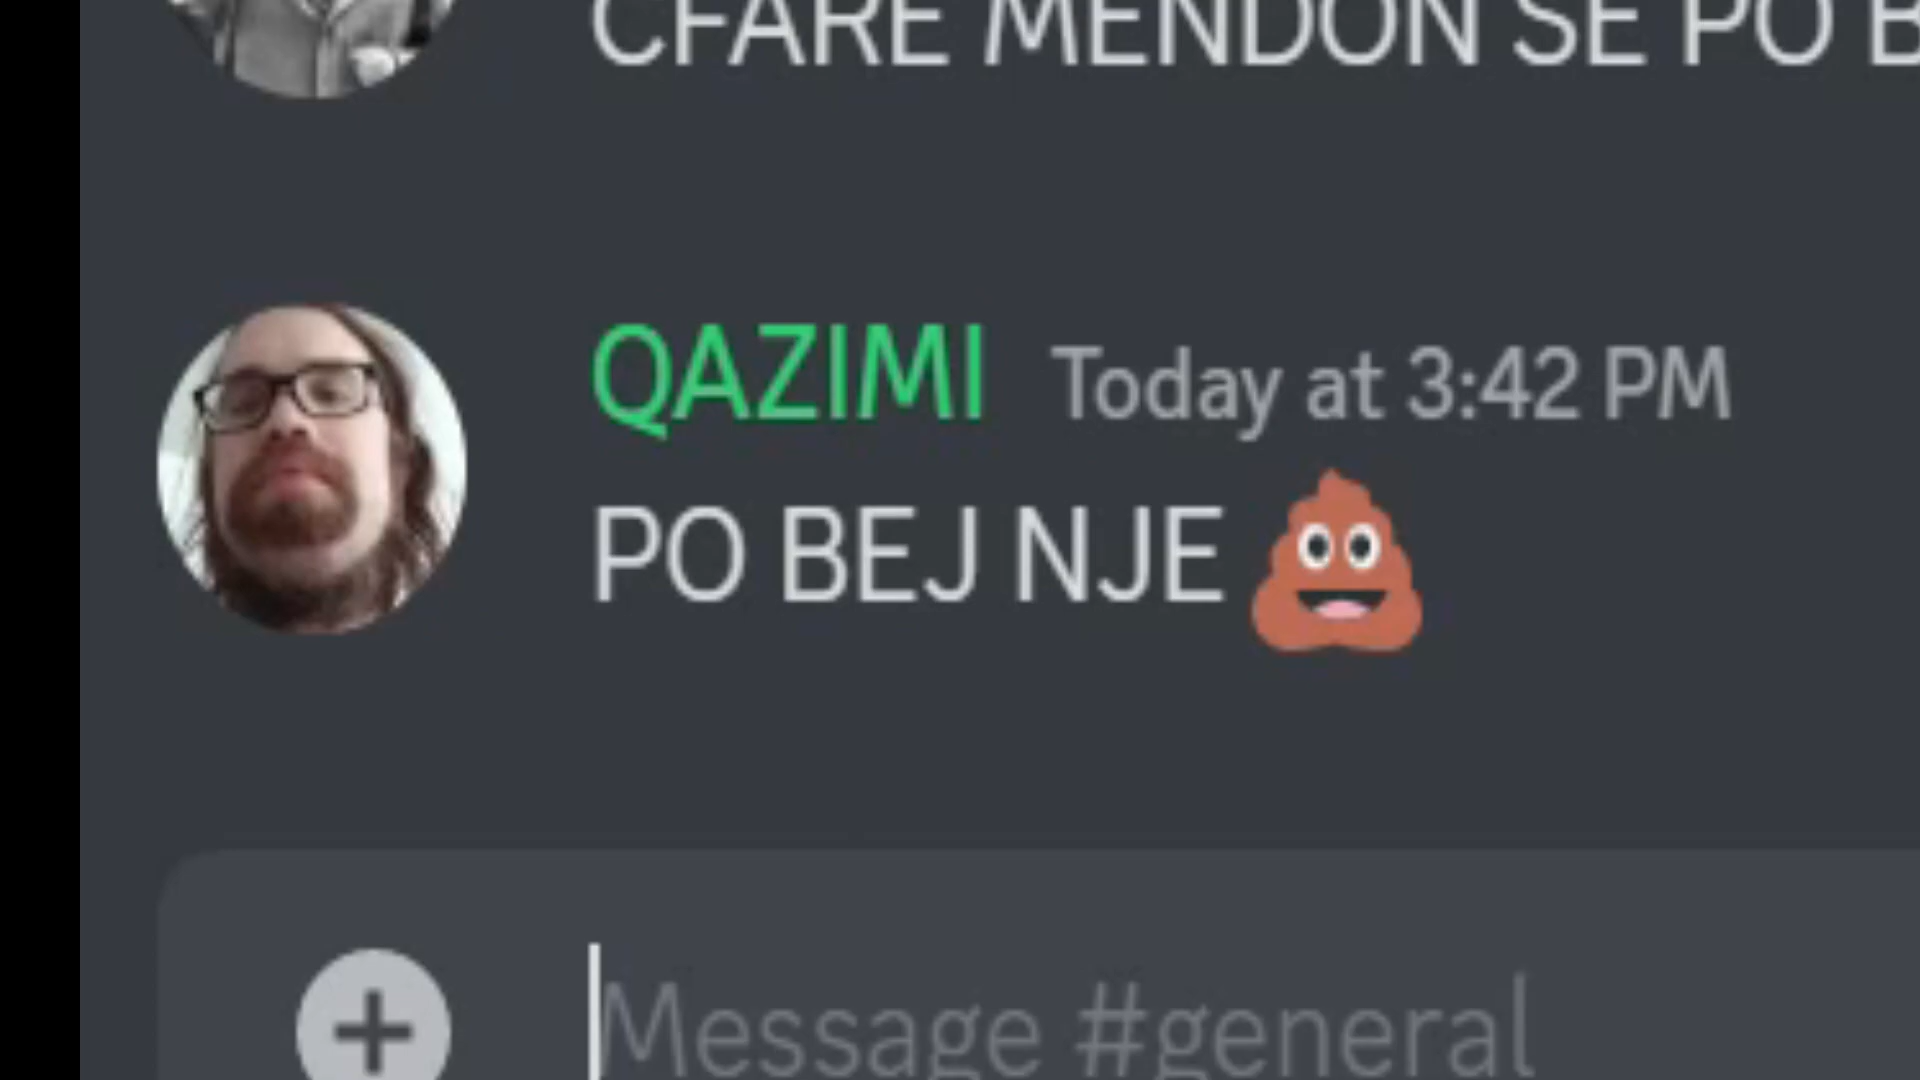 CFARE MENDON SE PO
QAZIMI Today at 3:42 PM
PO BEJ NJE 💩
Message #general